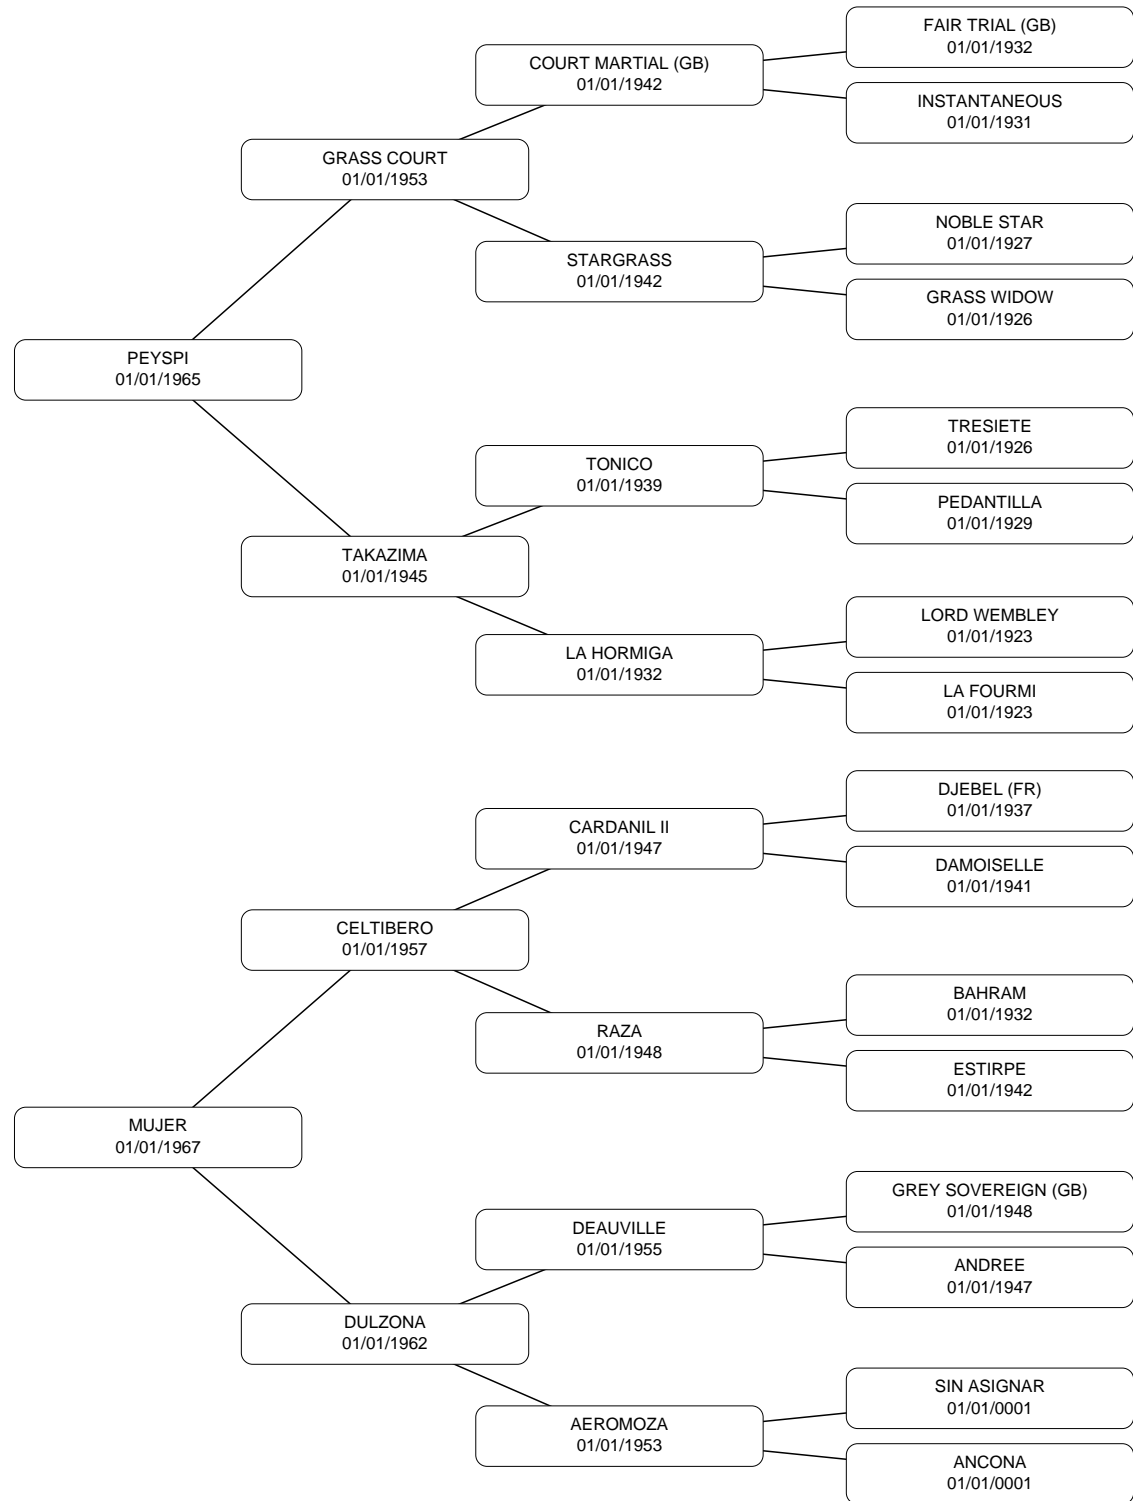 FAIR TRIAL (GB)
01/01/1932
COURT MARTIAL (GB)
01/01/1942
INSTANTANEOUS
01/01/1931
GRASS COURT
01/01/1953
NOBLE STAR
01/01/1927
STARGRASS
01/01/1942
GRASS WIDOW
01/01/1926
PEYSPI
01/01/1965
TRESIETE
01/01/1926
TONICO
01/01/1939
PEDANTILLA
01/01/1929
TAKAZIMA
01/01/1945
LORD WEMBLEY
01/01/1923
LA HORMIGA
01/01/1932
LA FOURMI
01/01/1923
DJEBEL (FR)
01/01/1937
CARDANIL II
01/01/1947
DAMOISELLE
01/01/1941
CELTIBERO
01/01/1957
BAHRAM
01/01/1932
RAZA
01/01/1948
ESTIRPE
01/01/1942
MUJER
01/01/1967
GREY SOVEREIGN (GB)
01/01/1948
DEAUVILLE
01/01/1955
ANDREE
01/01/1947
DULZONA
01/01/1962
SIN ASIGNAR
01/01/0001
AEROMOZA
01/01/1953
ANCONA
01/01/0001